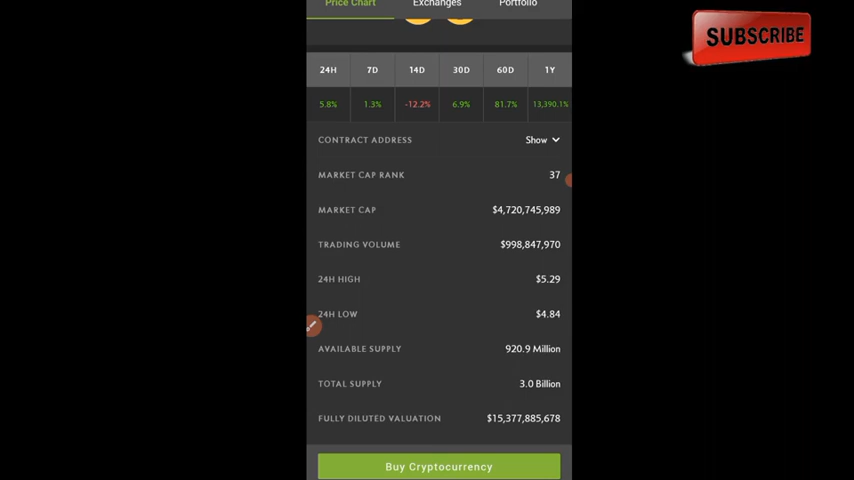 Price Chart Exchanges Portfolio
SUBSCRIBE
24H 7D 14D 30D 60D 1Y
5.8% 1.3% -12.2% 6.9% 81.7% 13,390.1%
CONTRACT ADDRESS Show
MARKET CAP RANK 37
MARKET CAP $4,720,745,989
TRADING VOLUME $998,847,970
24H HIGH $5.29
24H LOW $4.84
AVAILABLE SUPPLY 920.9 Million
TOTAL SUPPLY 3.0 Billion
FULLY DILUTED VALUATION $15,377,885,678
Buy Cryptocurrency